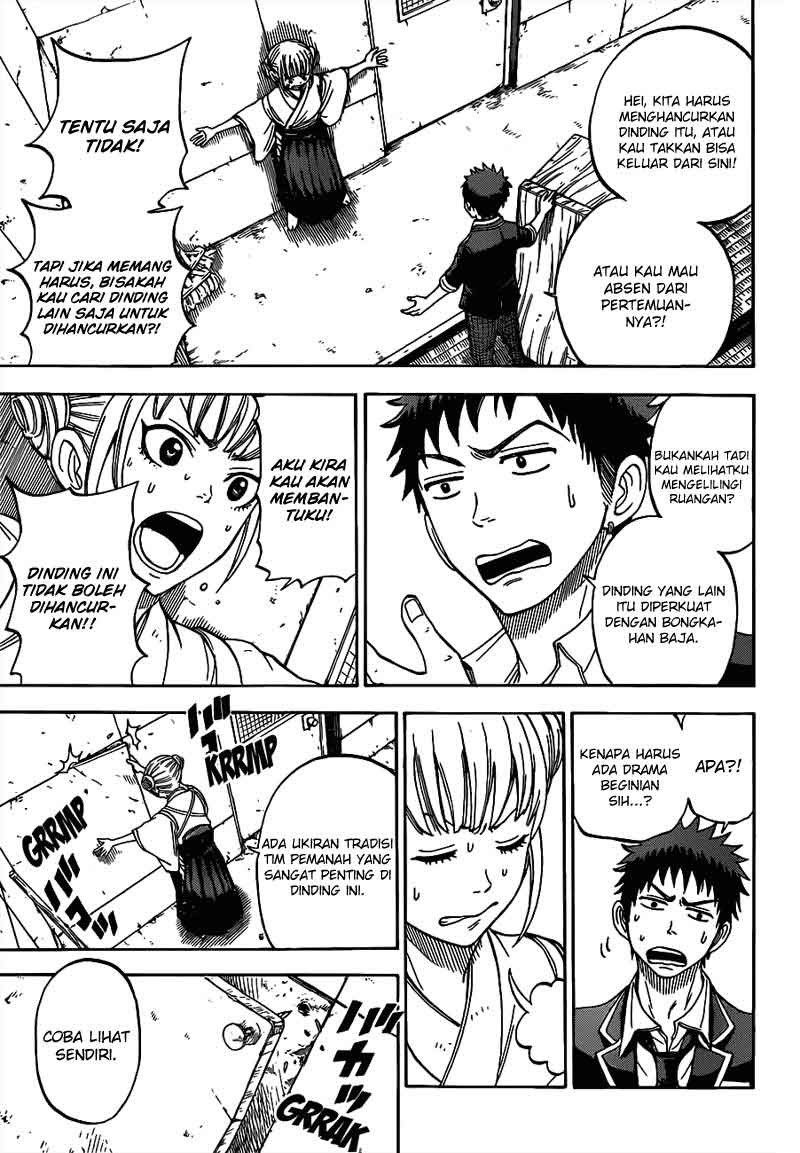 HEI, KITA HARUS
MENGHANCURKAN
DINDING ITU, ATAU
KAU TAKKAN BISA
KELUAR DARI SINI!
ATAU KAU MAU
ABSEN DARI
PERTEMUAN-
NYA?!
TENTU SAJA
TIDAK!
TAPI JIKA MEMANG
HARUS, BISAKAH
KAU CARI DINDING
LAIN SAJA UNTUK
DIHANCURKAN?!
BUKANKAH TADI
KAU MELIHATKU
MENGELILINGI
RUANGAN?
DINDING YANG LAIN
ITU DIPERKUAT
DENGAN BONGKA-
HAN BAJA.
AKU KIRA
KAU AKAN
MEMBAN-
TUKU!
DINDING INI
TIDAK BOLEH
DIHANCUR-
KAN!!
APA?!
KENAPA HARUS
ADA DRAMA
BEGINIAN
SIH...?
ADA UKIRAN TRADISI
TIM PEMANAH YANG
SANGAT PENTING DI
DINDING INI.
KRRMP
GRRMP
COBA LIHAT
SENDIRI.
GRRAK